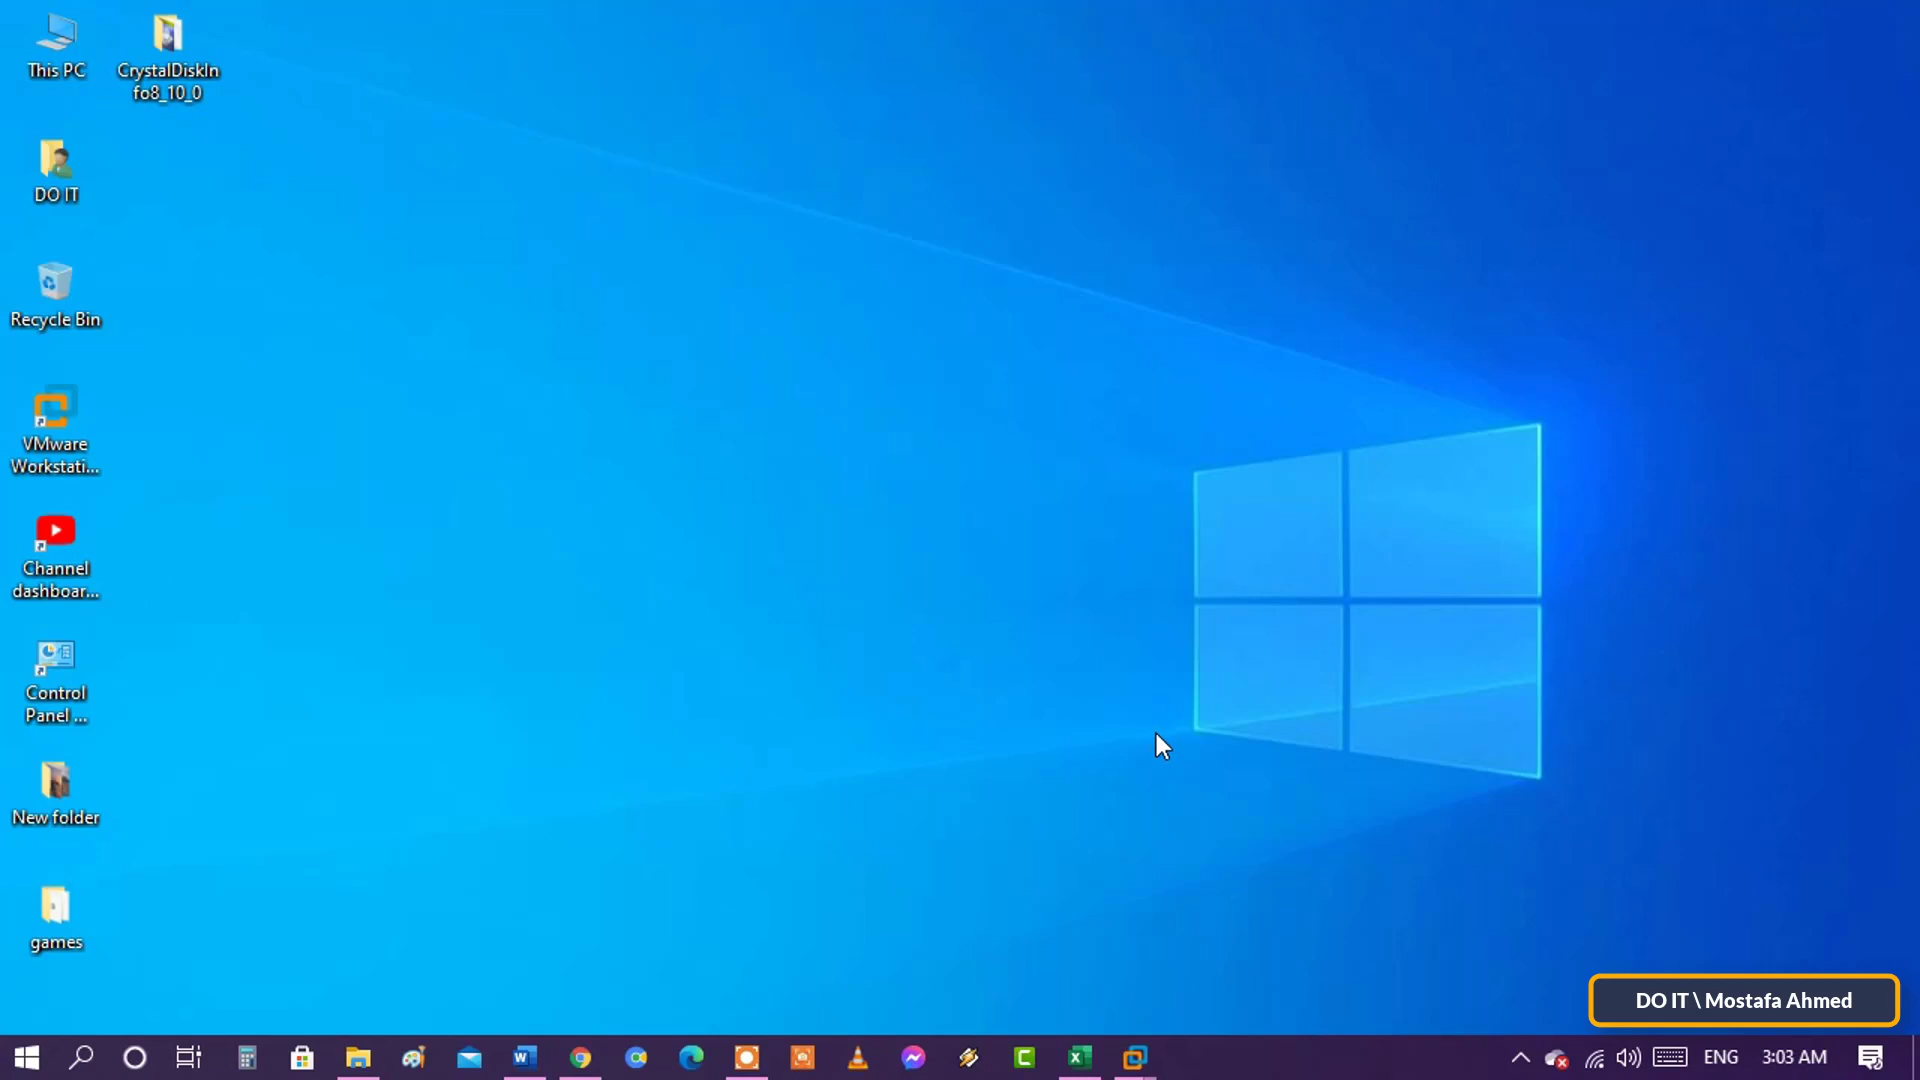 This PC
CrystalDiskIn
fo8_10_0
DO IT
Recycle Bin
VMware
Workstati...
Channel
dashboar...
Control
Panel ...
New folder
games
DO IT \ Mostafa Ahmed
ENG
3:03 AM